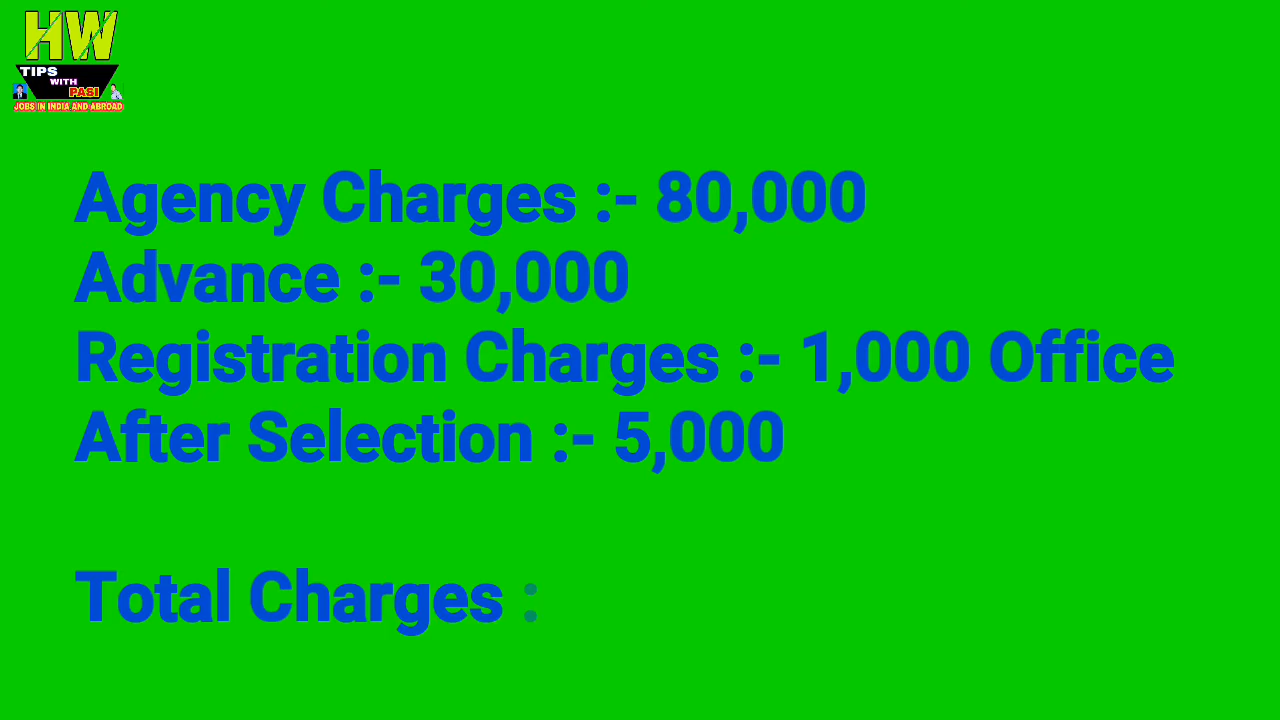 HW
TIPS
WITH
PASI
JOBS IN INDIA AND ABROAD
Agency Charges :- 80,000
Advance :- 30,000
Registration Charges :- 1,000 Office
After Selection :- 5,000
Total Charges :